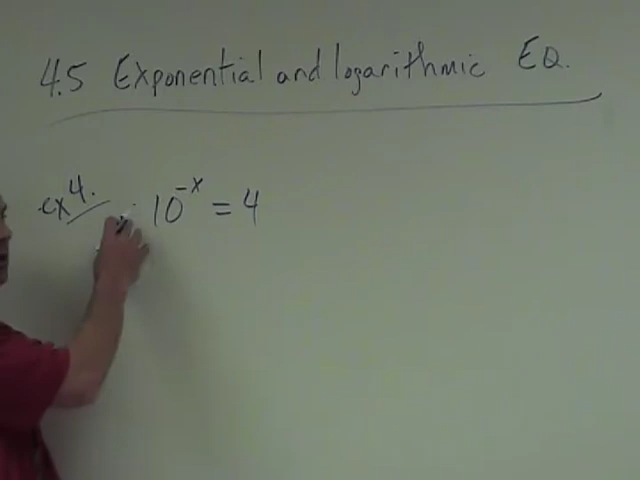 4.5 Exponential and logarithmic EQ.
ex 4. 10^{-x} = 4